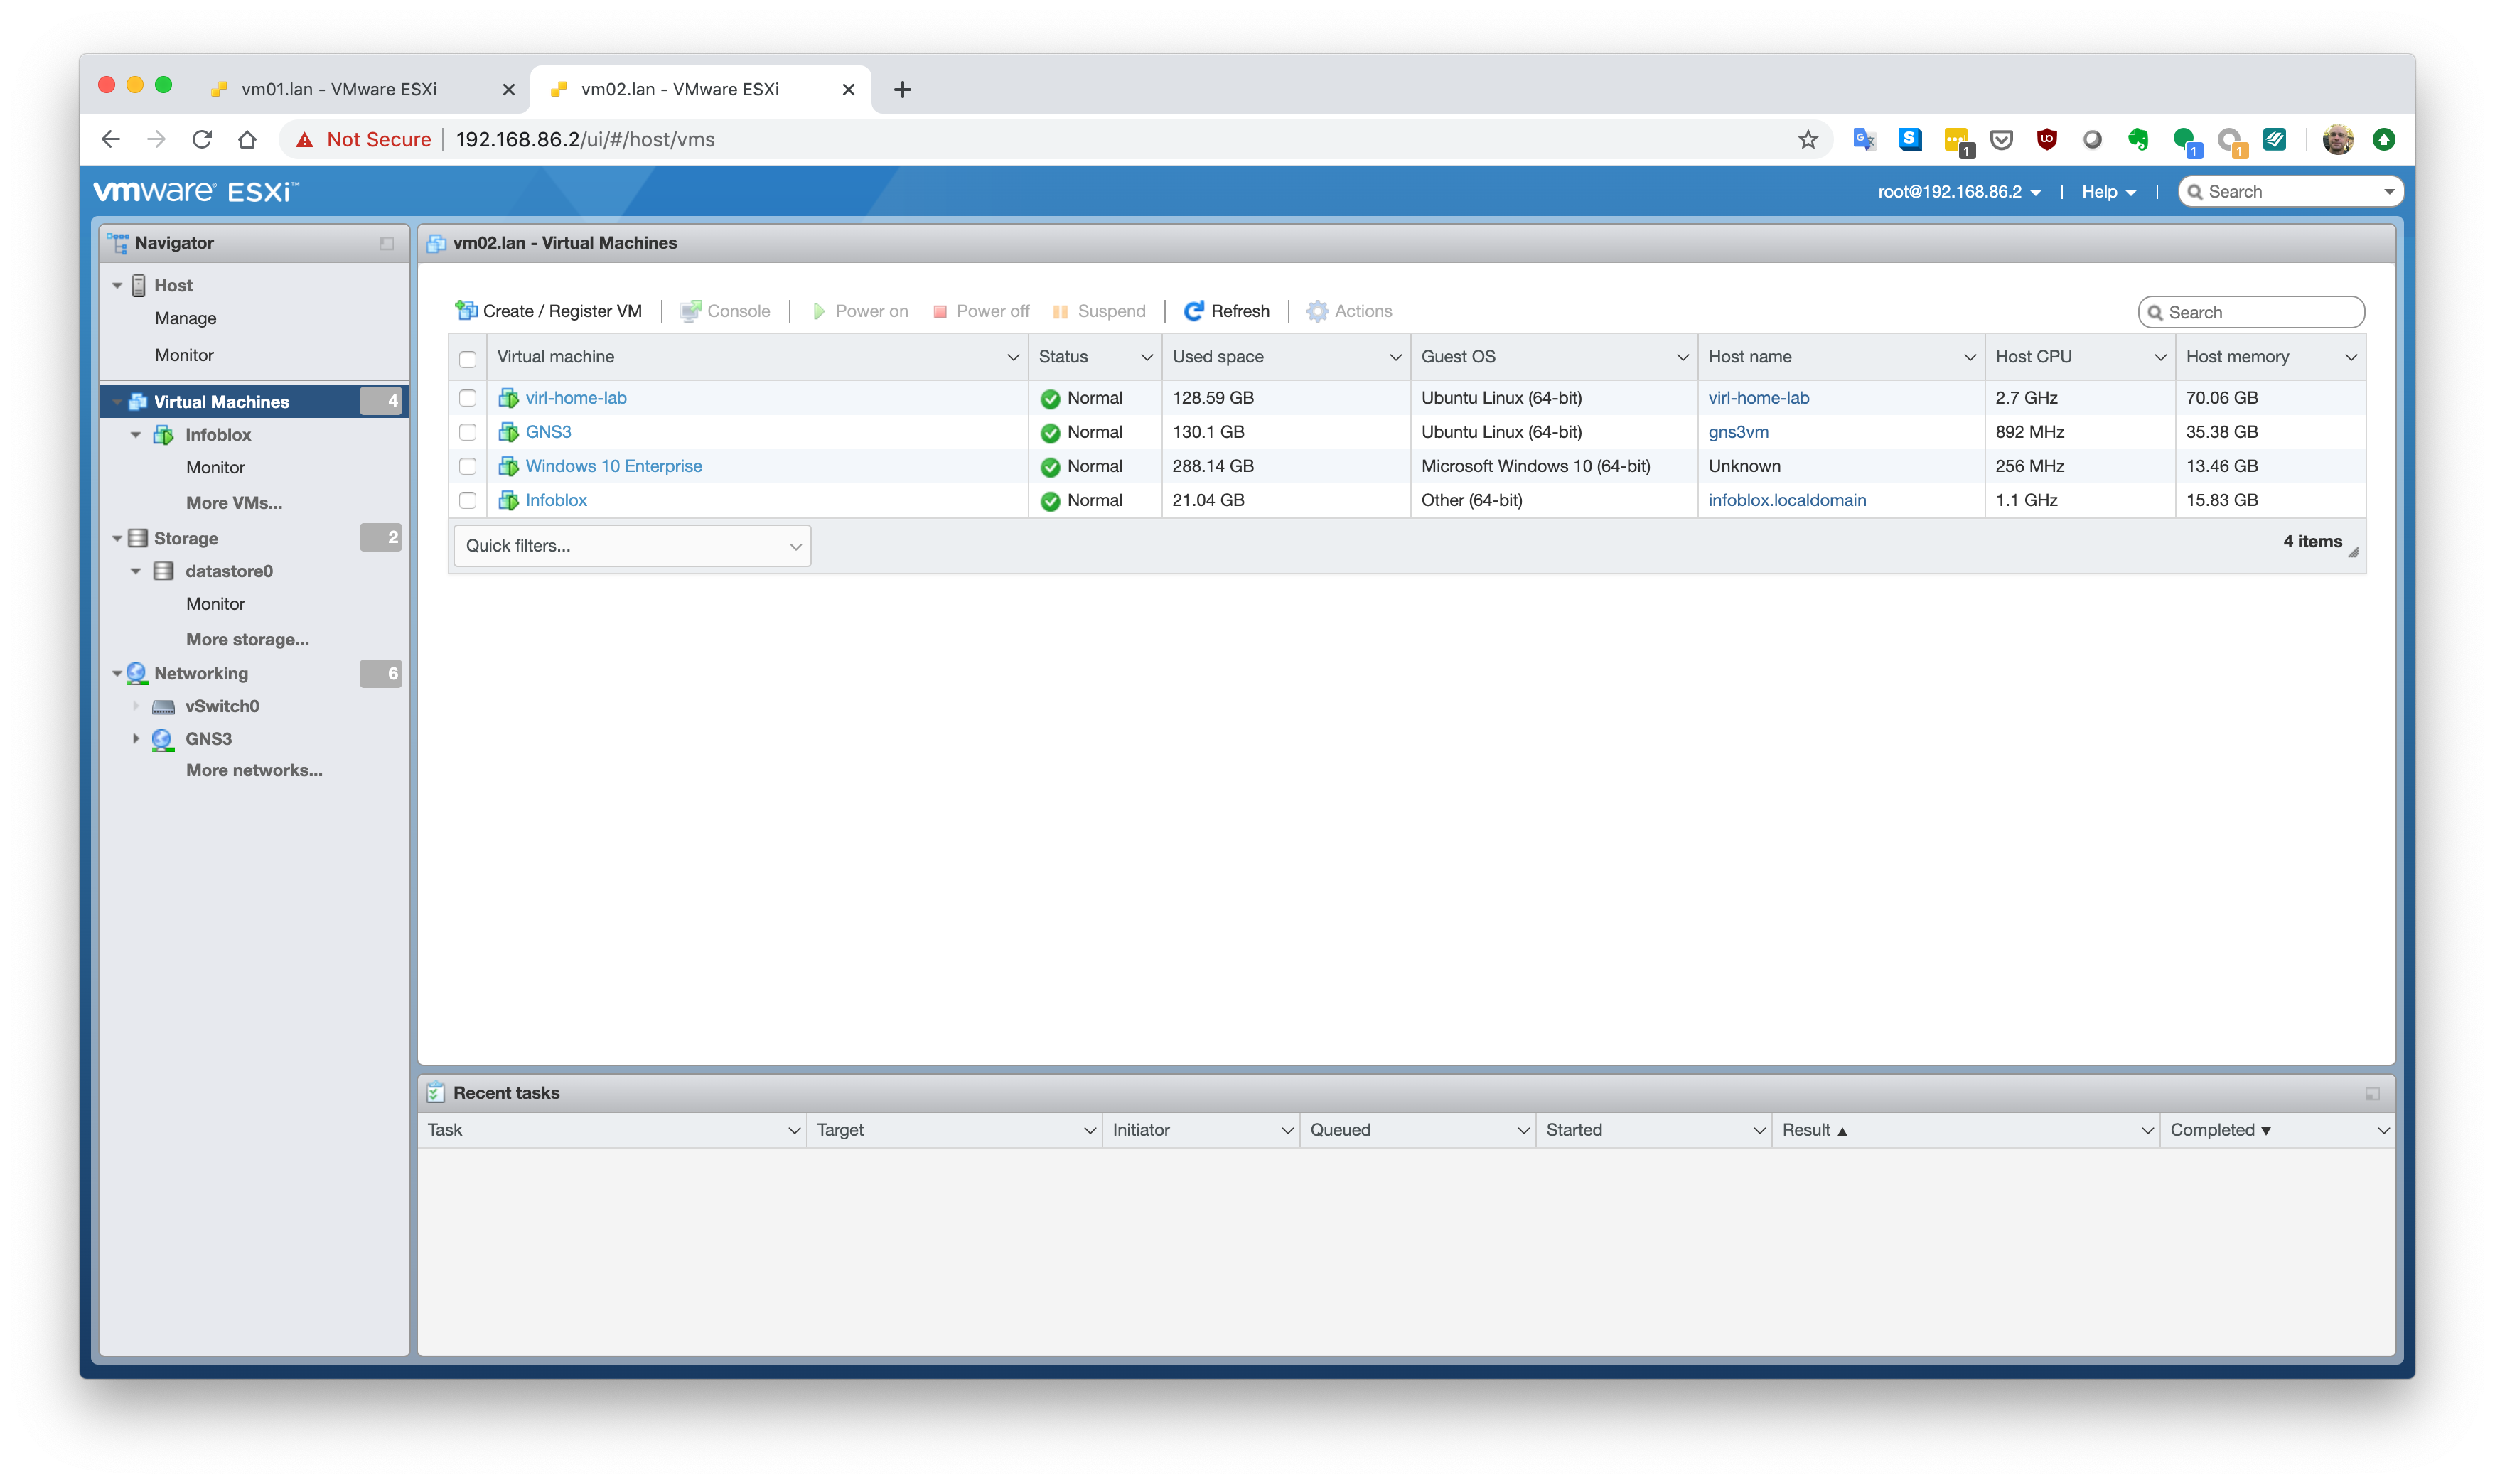 vm01.lan - VMware ESXi
vm02.lan - VMware ESXi
Not Secure
192.168.86.2/ui/#/host/vms
1
1
1
vmware® ESXi™
root@192.168.86.2
Help
Search
Navigator
Host
Manage
Monitor
Virtual Machines 4
Infoblox
Monitor
More VMs...
Storage 2
datastore0
Monitor
More storage...
Networking 6
vSwitch0
GNS3
More networks...
vm02.lan - Virtual Machines
Create / Register VM | Console | Power on Power off Suspend | Refresh | Actions
Search
Virtual machine Status Used space Guest OS Host name Host CPU Host memory
virl-home-lab Normal 128.59 GB Ubuntu Linux (64-bit) virl-home-lab 2.7 GHz 70.06 GB
GNS3 Normal 130.1 GB Ubuntu Linux (64-bit) gns3vm 892 MHz 35.38 GB
Windows 10 Enterprise Normal 288.14 GB Microsoft Windows 10 (64-bit) Unknown 256 MHz 13.46 GB
Infoblox Normal 21.04 GB Other (64-bit) infoblox.localdomain 1.1 GHz 15.83 GB
Quick filters...
4 items
Recent tasks
Task Target Initiator Queued Started Result ▲ Completed ▼